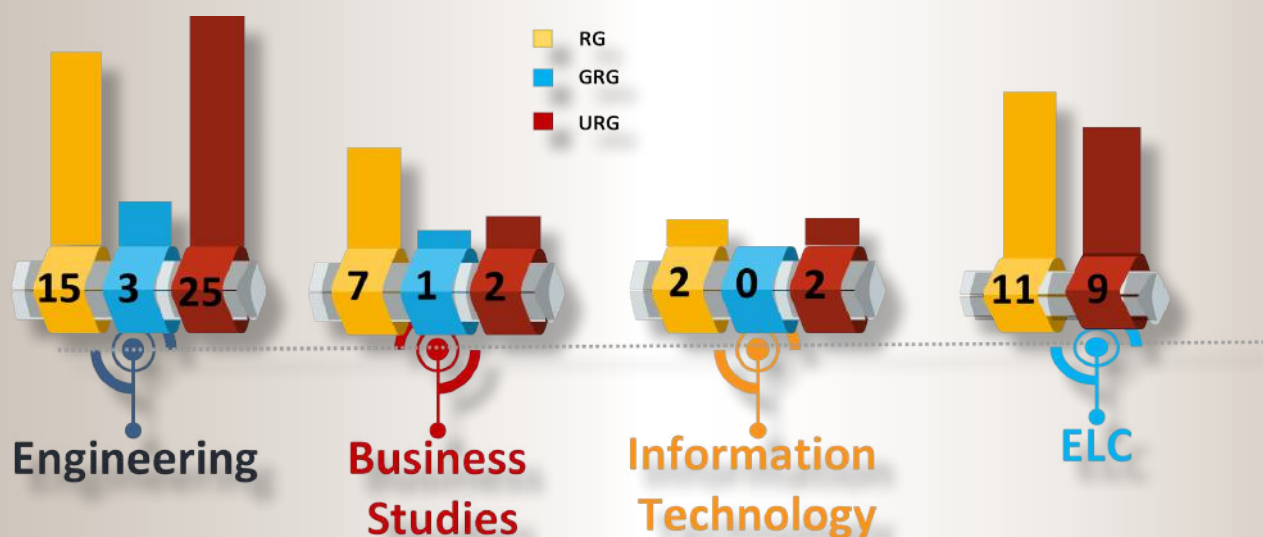 RG
GRG
URG
15 3 25
7 1 2
2 0 2
11 9
Engineering
Business
Studies
Information
Technology
ELC